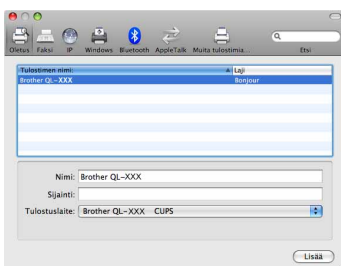 Oletus Faksi IP Windows Bluetooth AppleTalk Muita tulostimia... Etsi
Tulostimen nimi: Laji
Brother QL-XXX Bonjour
Nimi: Brother QL-XXX
Sijainti:
Tulostuslaite: Brother QL-XXX CUPS
Lisää